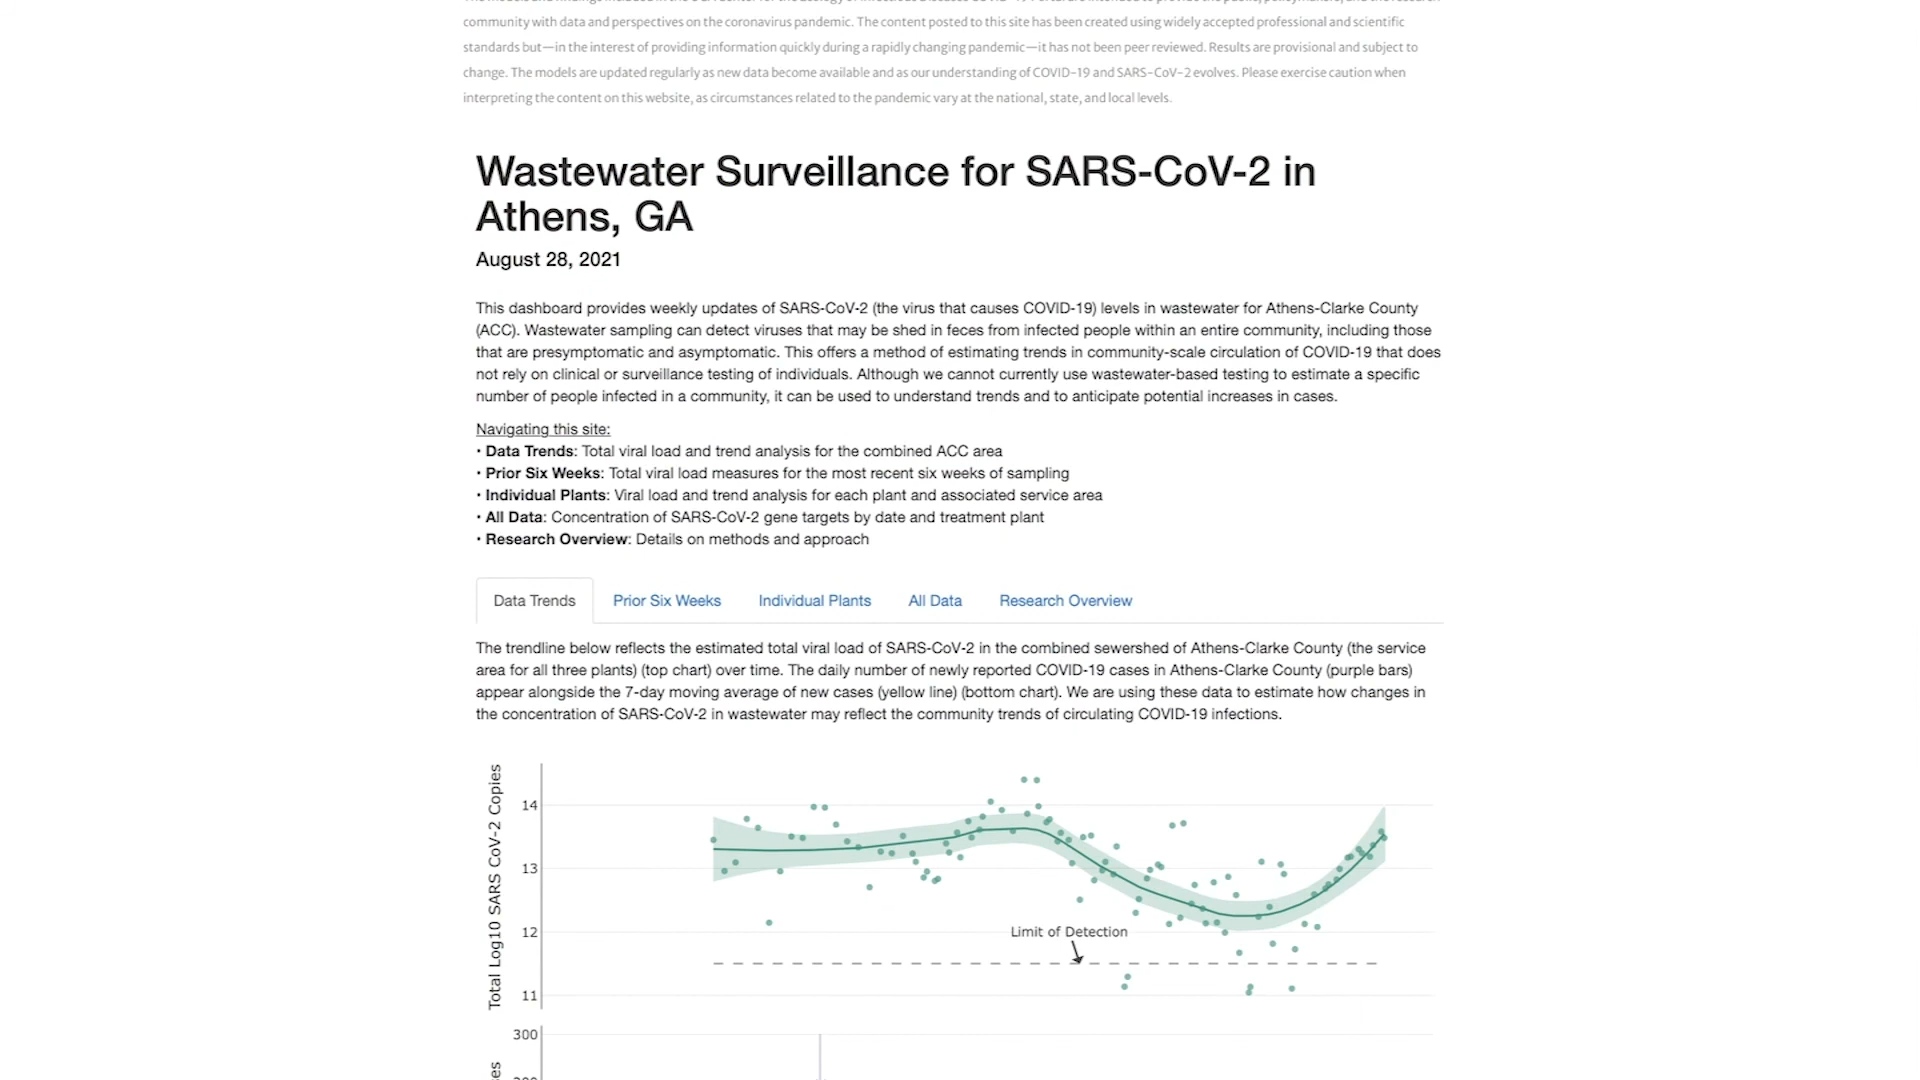 community with data and perspectives on the coronavirus pandemic. The content posted to this site has been created using widely accepted professional and scientific
standards but—in the interest of providing information quickly during a rapidly changing pandemic—it has not been peer reviewed. Results are provisional and subject to
change. The models are updated regularly as new data become available and as our understanding of COVID-19 and SARS-CoV-2 evolves. Please exercise caution when
interpreting the content on this website, as circumstances related to the pandemic vary at the national, state, and local levels.
Wastewater Surveillance for SARS-CoV-2 in
Athens, GA
August 28, 2021
This dashboard provides weekly updates of SARS-CoV-2 (the virus that causes COVID-19) levels in wastewater for Athens-Clarke County
(ACC). Wastewater sampling can detect viruses that may be shed in feces from infected people within an entire community, including those
that are presymptomatic and asymptomatic. This offers a method of estimating trends in community-scale circulation of COVID-19 that does
not rely on clinical or surveillance testing of individuals. Although we cannot currently use wastewater-based testing to estimate a specific
number of people infected in a community, it can be used to understand trends and to anticipate potential increases in cases.
Navigating this site:
• Data Trends: Total viral load and trend analysis for the combined ACC area
• Prior Six Weeks: Total viral load measures for the most recent six weeks of sampling
• Individual Plants: Viral load and trend analysis for each plant and associated service area
• All Data: Concentration of SARS-CoV-2 gene targets by date and treatment plant
• Research Overview: Details on methods and approach
Data Trends Prior Six Weeks Individual Plants All Data Research Overview
The trendline below reflects the estimated total viral load of SARS-CoV-2 in the combined sewershed of Athens-Clarke County (the service
area for all three plants) (top chart) over time. The daily number of newly reported COVID-19 cases in Athens-Clarke County (purple bars)
appear alongside the 7-day moving average of new cases (yellow line) (bottom chart). We are using these data to estimate how changes in
the concentration of SARS-CoV-2 in wastewater may reflect the community trends of circulating COVID-19 infections.
Total Log10 SARS CoV-2 Copies
14
13
12
Limit of Detection
11
300